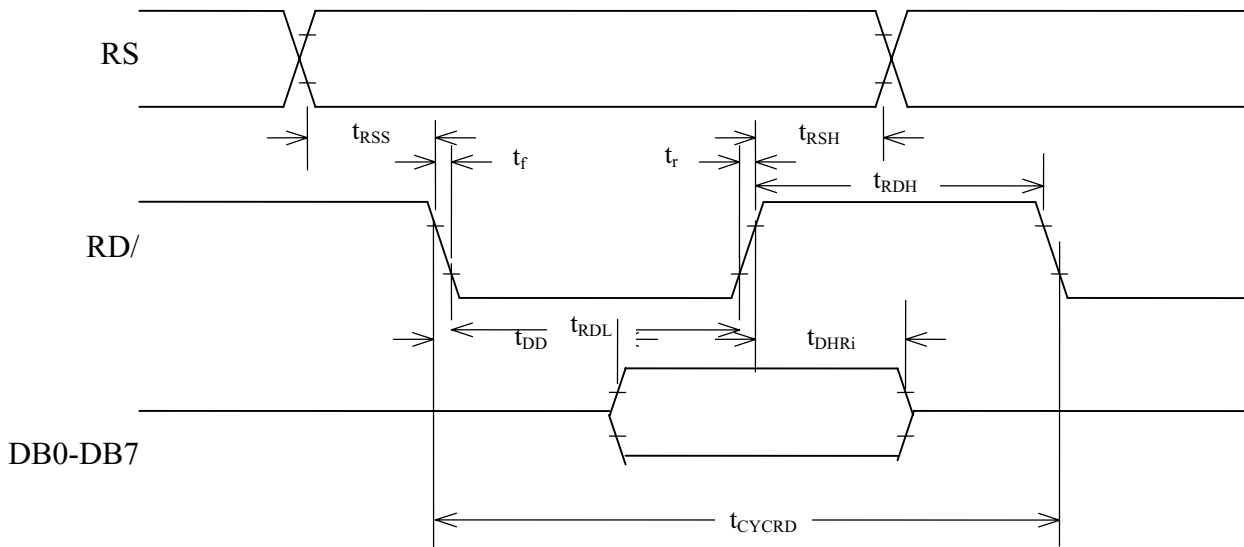 RS
tRSS
tRSH
tf
tr
tRDH
RD/
tRDL
tDD
tDHRi
DB0-DB7
tCYCRD